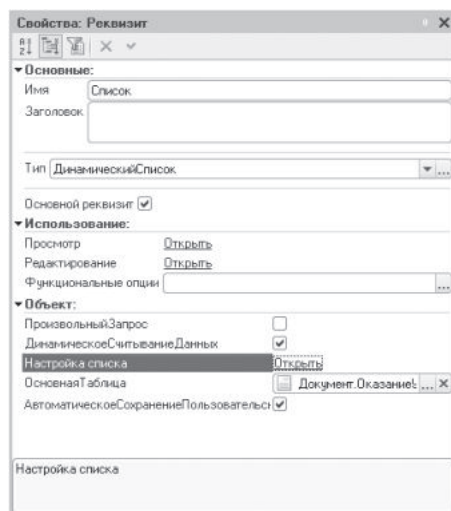 Свойства: Реквизит
Основные:
Имя Список
Заголовок
Тип ДинамическийСписок
Основной реквизит
Использование:
Просмотр Открыть
Редактирование Открыть
Функциональные опции
Объект:
ПроизвольныйЗапрос
ДинамическоеСчитываниеДанных
Настройка списка Открыть
ОсновнаяТаблица Документ.Оказание
АвтоматическоеСохранениеПользовательс
Настройка списка